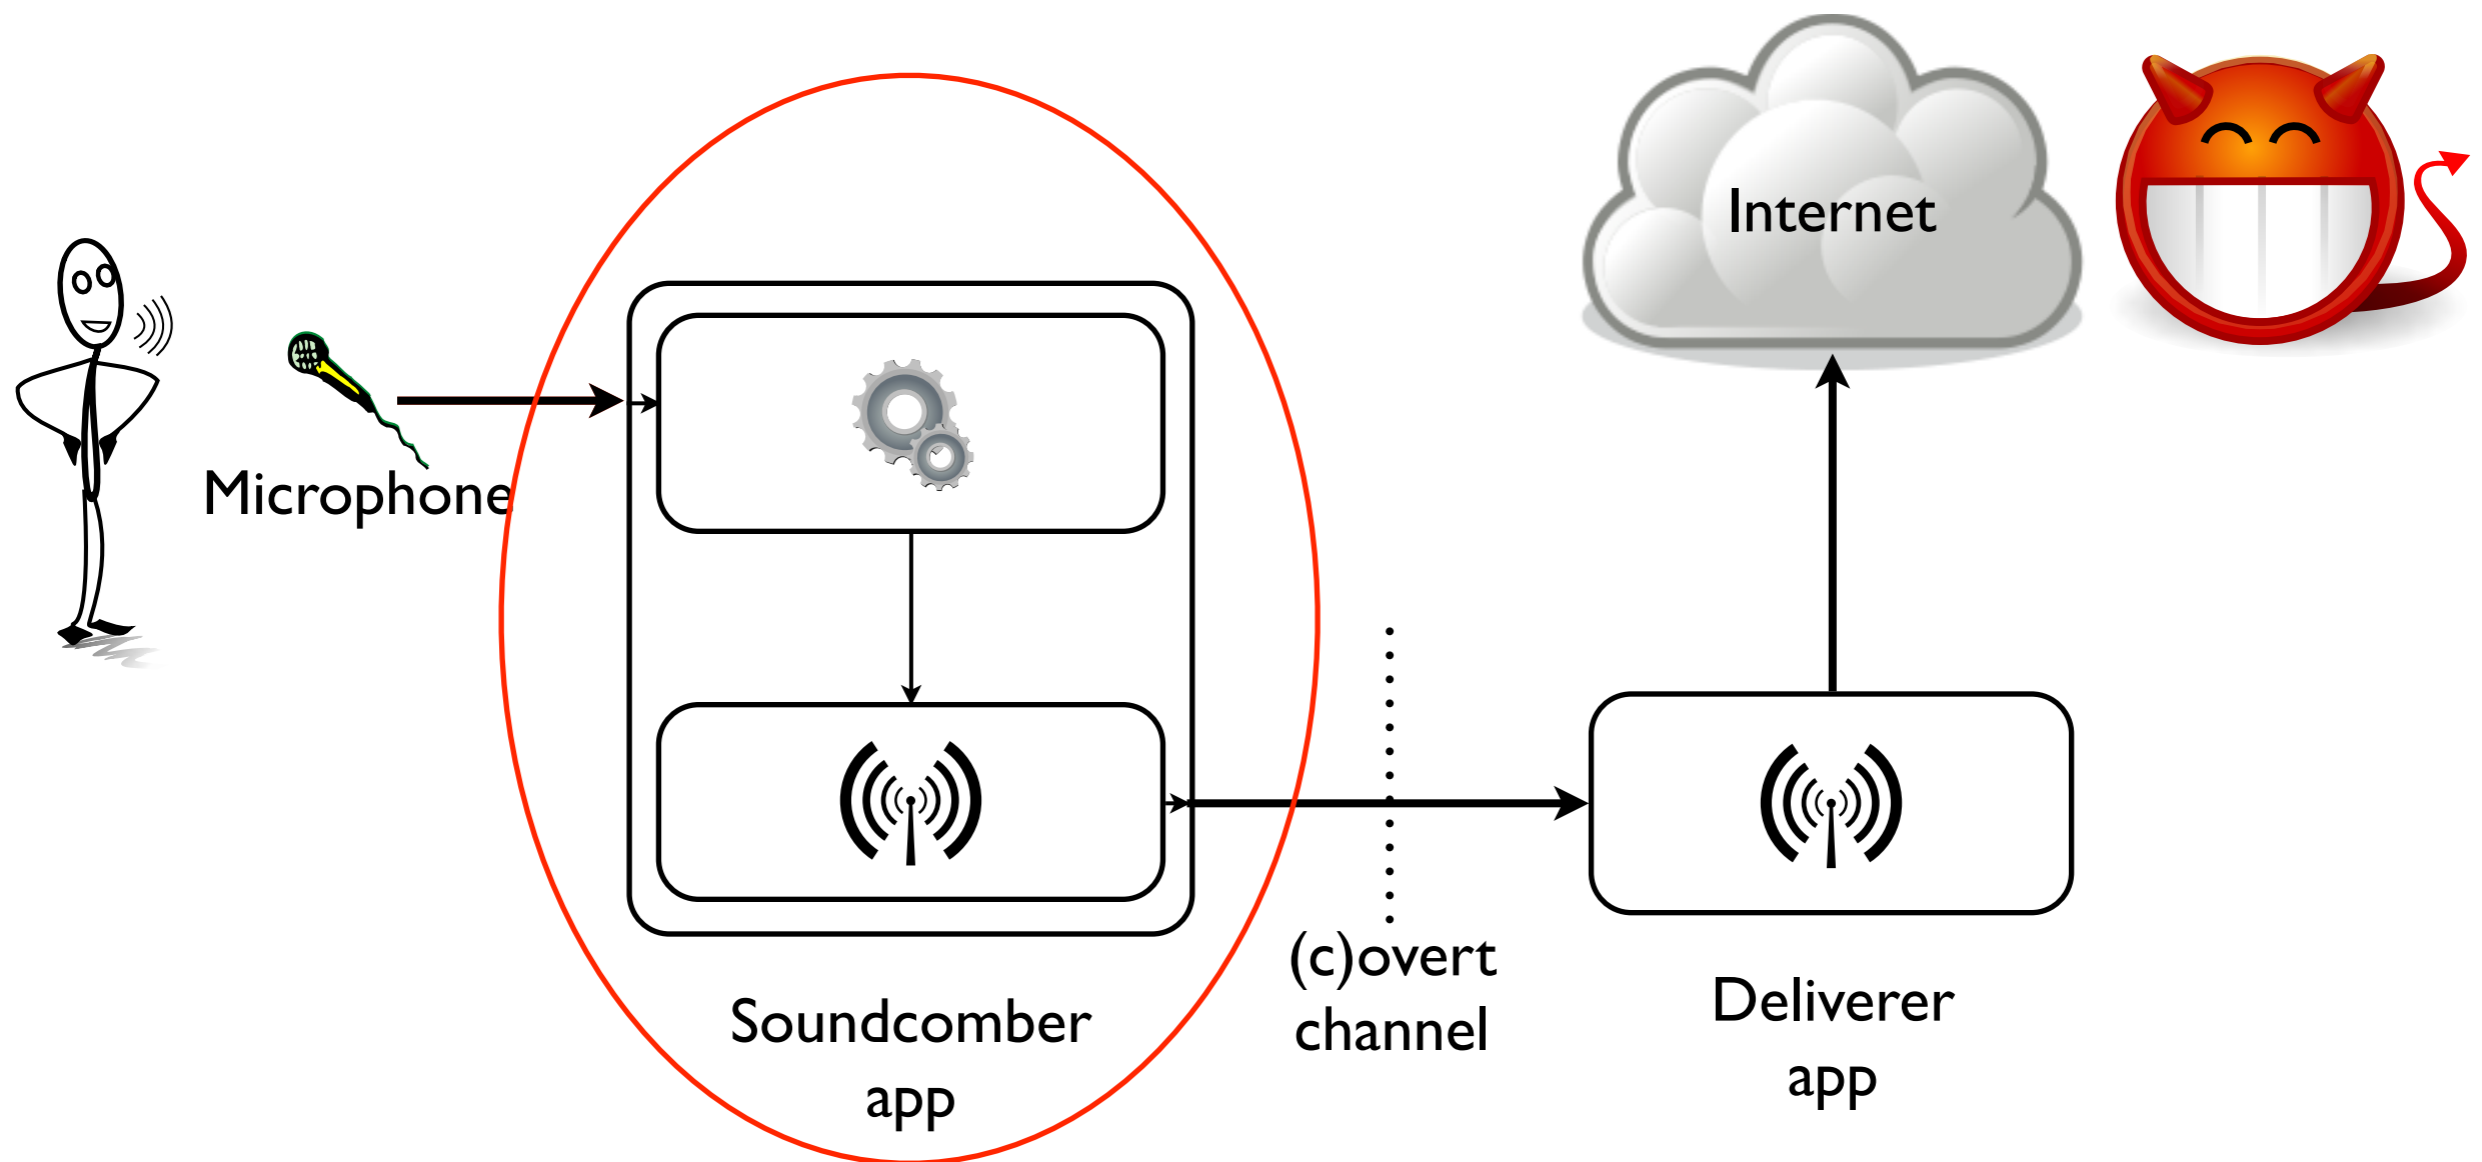 Internet
Microphone
(c)overt
channel
Soundcomber
app
Deliverer
app